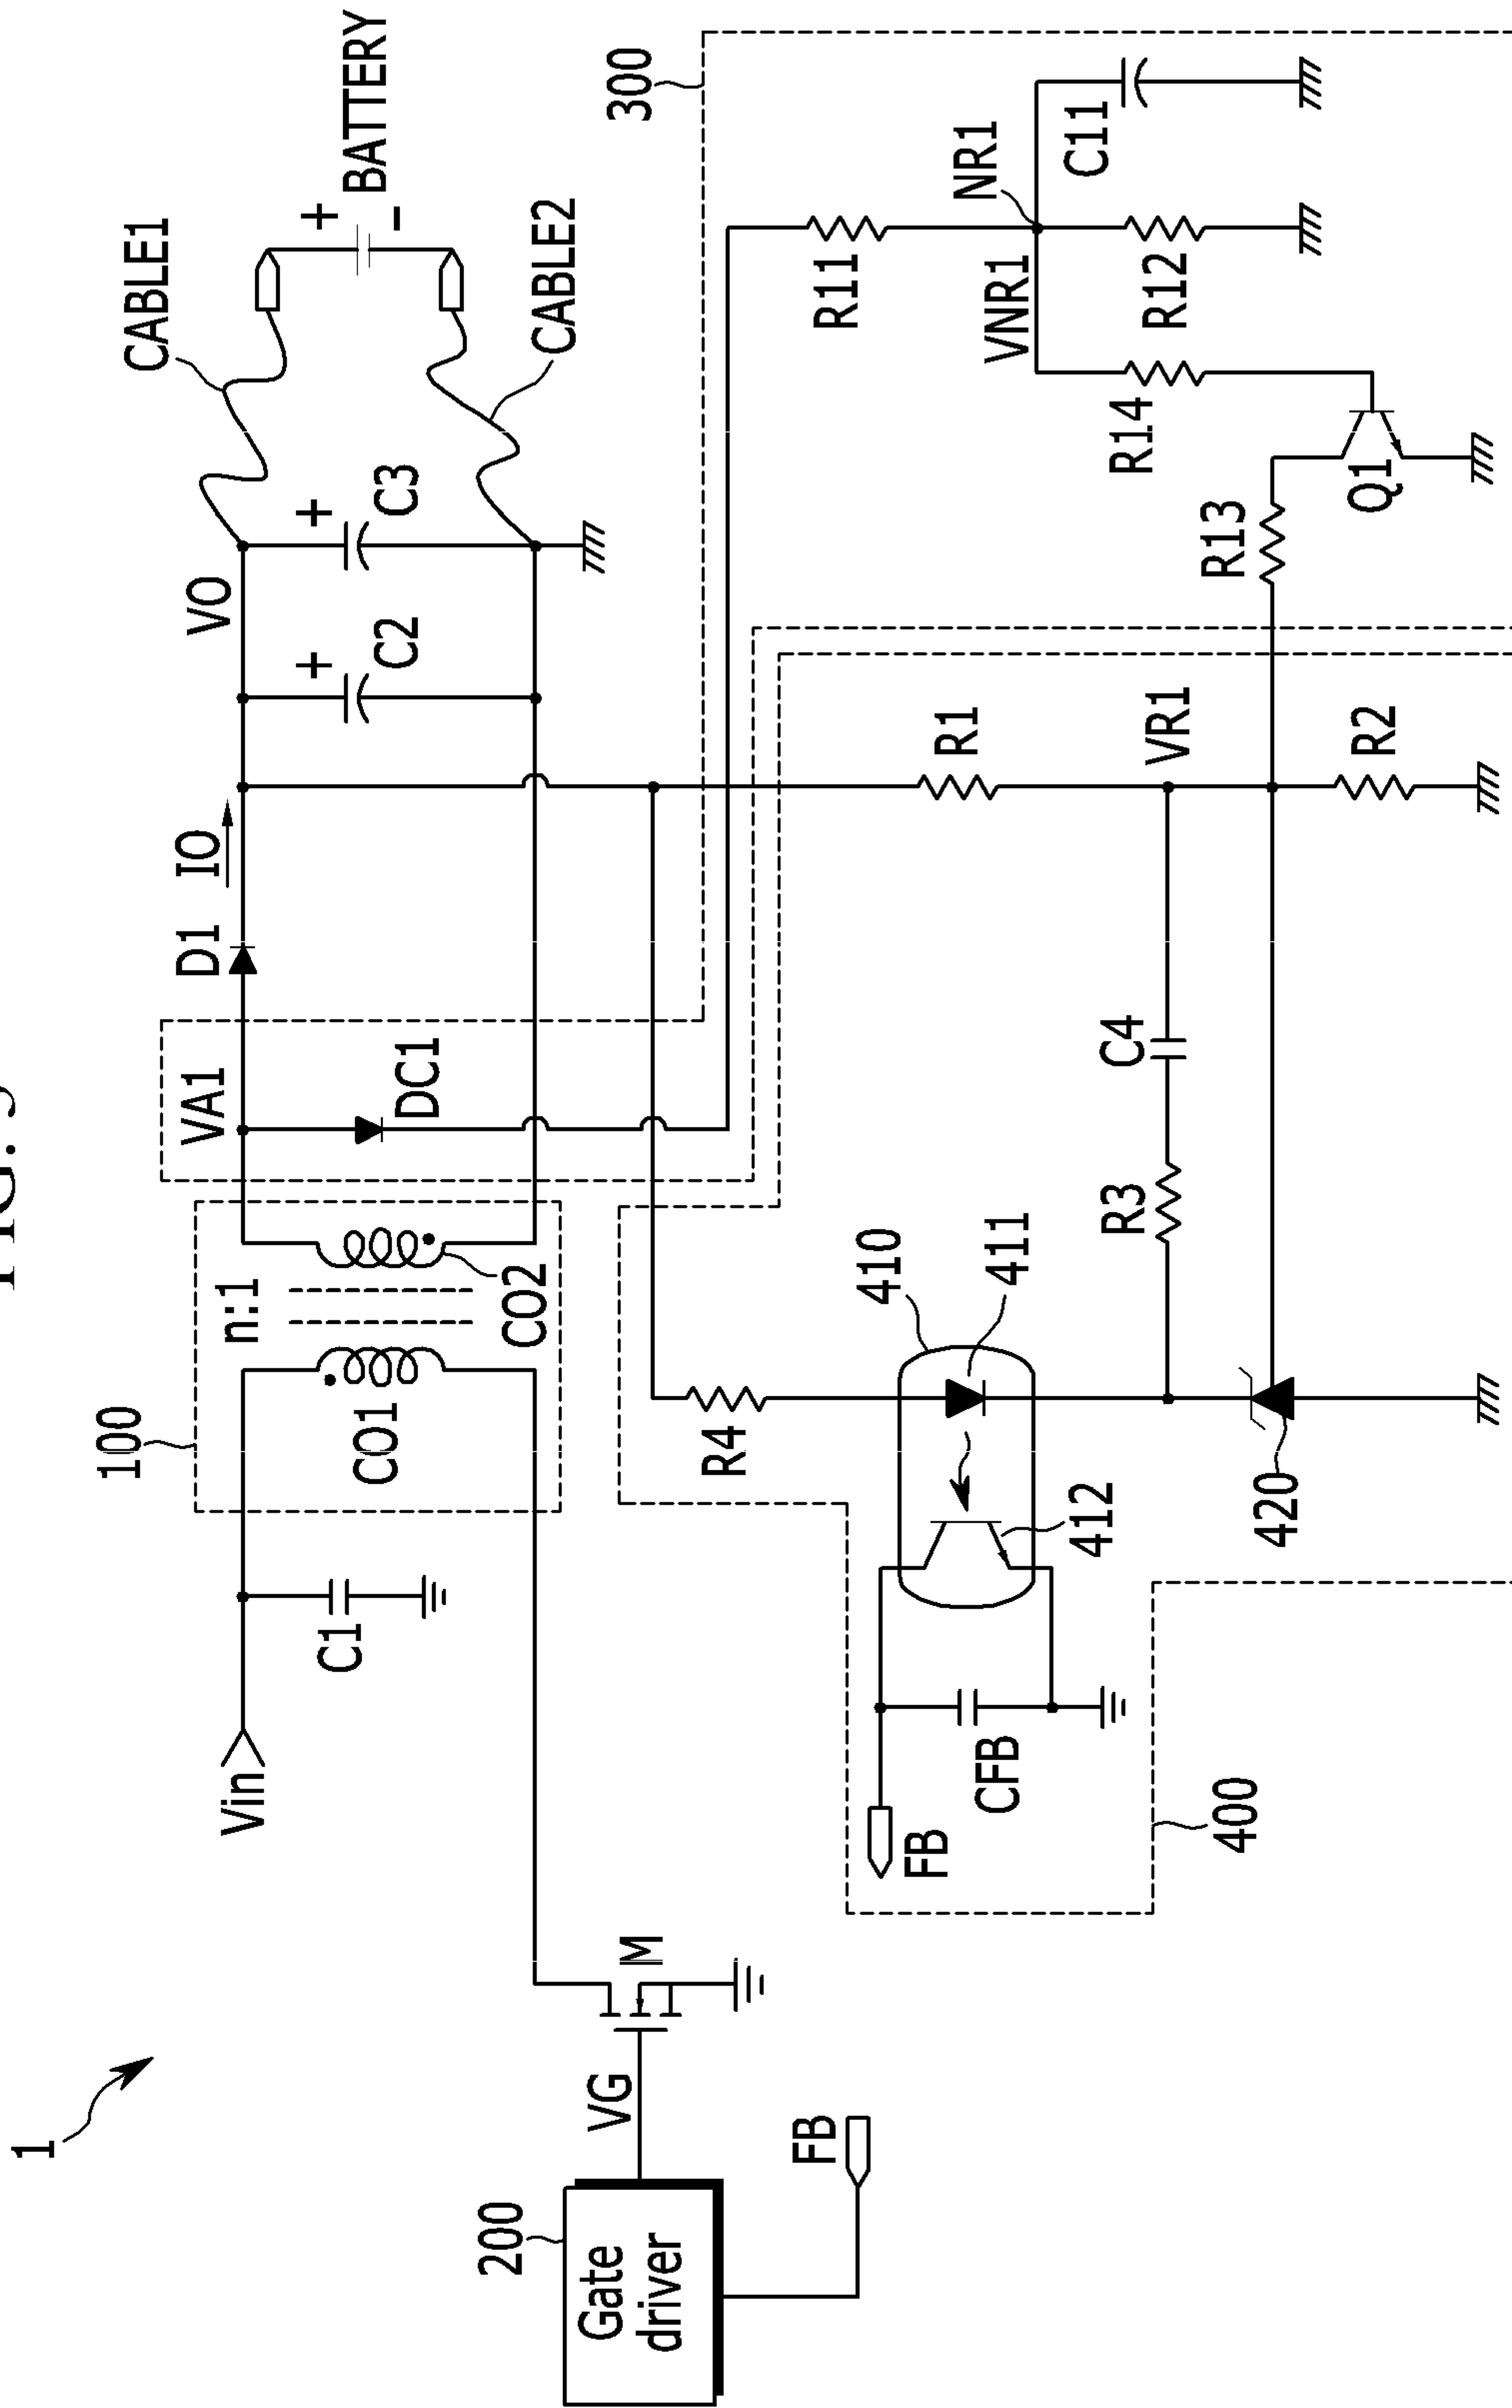 1
Vin
C1
100
n:1
CO1
CO2
VA1
DC1
D1
IO
VO
C2
C3
+
+
CABLE1
CABLE2
BATTERY
+
-
200
Gate
driver
VG
M
FB
FB
CFB
400
410
411
412
420
R4
R3
C4
R1
VR1
R2
300
R11
NR1
VNR1
R12
C11
R14
R13
Q1